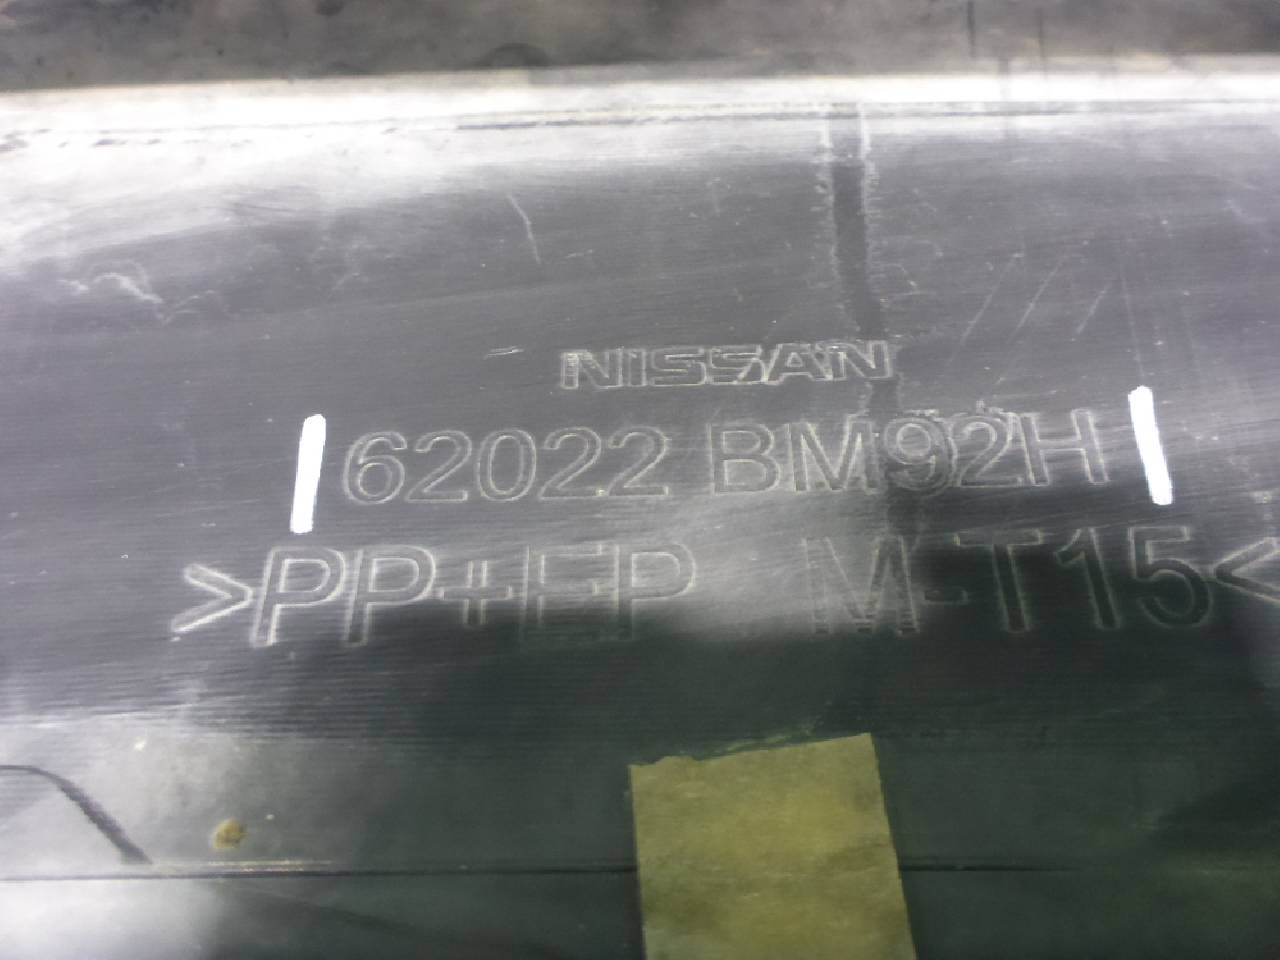 NISSAN
62022 BM92H
>PP+EP M-T15<